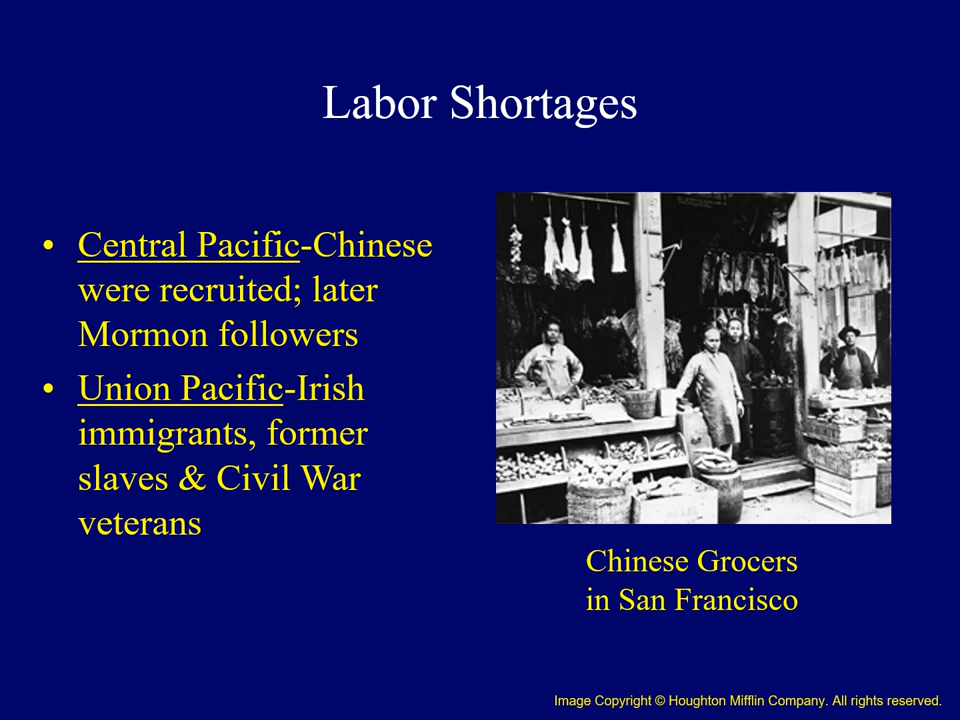 Labor Shortages
• Central Pacific-Chinese
were recruited; later
Mormon followers
• Union Pacific-Irish
immigrants, former
slaves & Civil War
veterans
Chinese Grocers
in San Francisco
Image Copyright © Houghton Mifflin Company. All rights reserved.